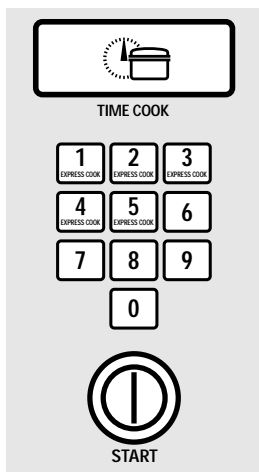 TIME COOK
1 2 3
EXPRESS COOK EXPRESS COOK EXPRESS COOK
4 5 6
EXPRESS COOK EXPRESS COOK
7 8 9
0
START